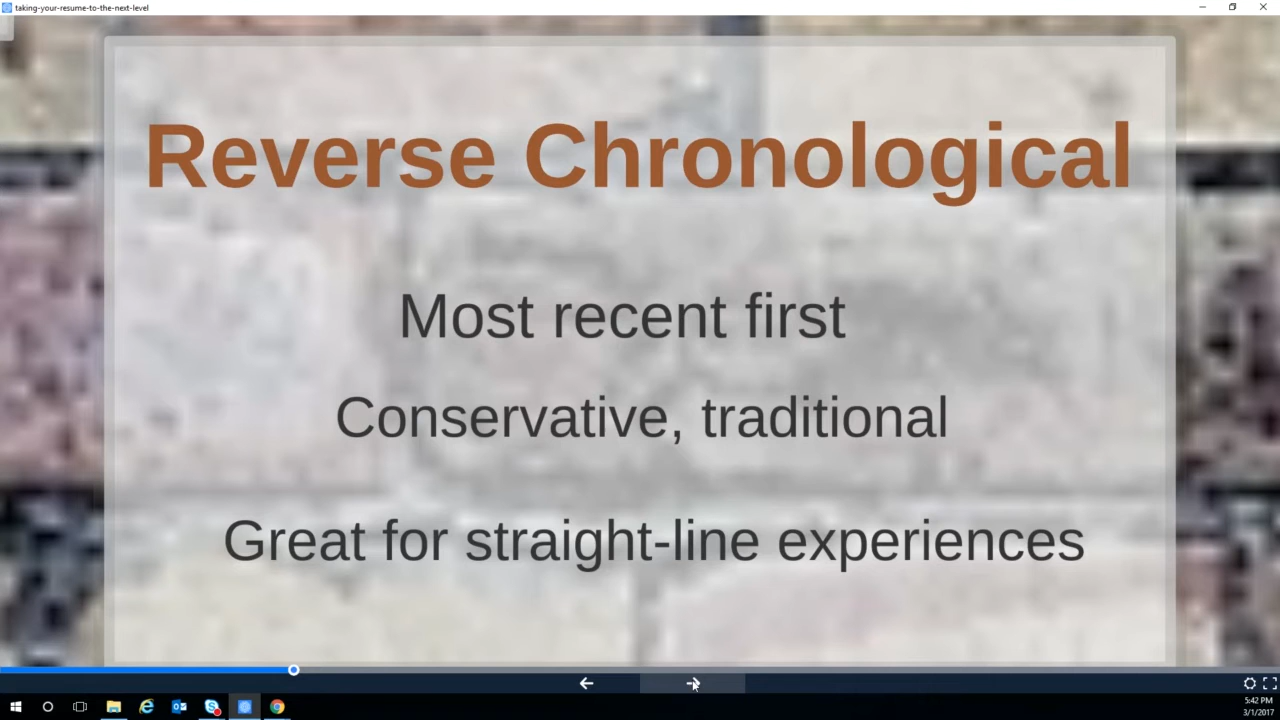 taking-your-resume-to-the-next-level
Reverse Chronological
Most recent first
Conservative, traditional
Great for straight-line experiences
5:42 PM
3/1/2017